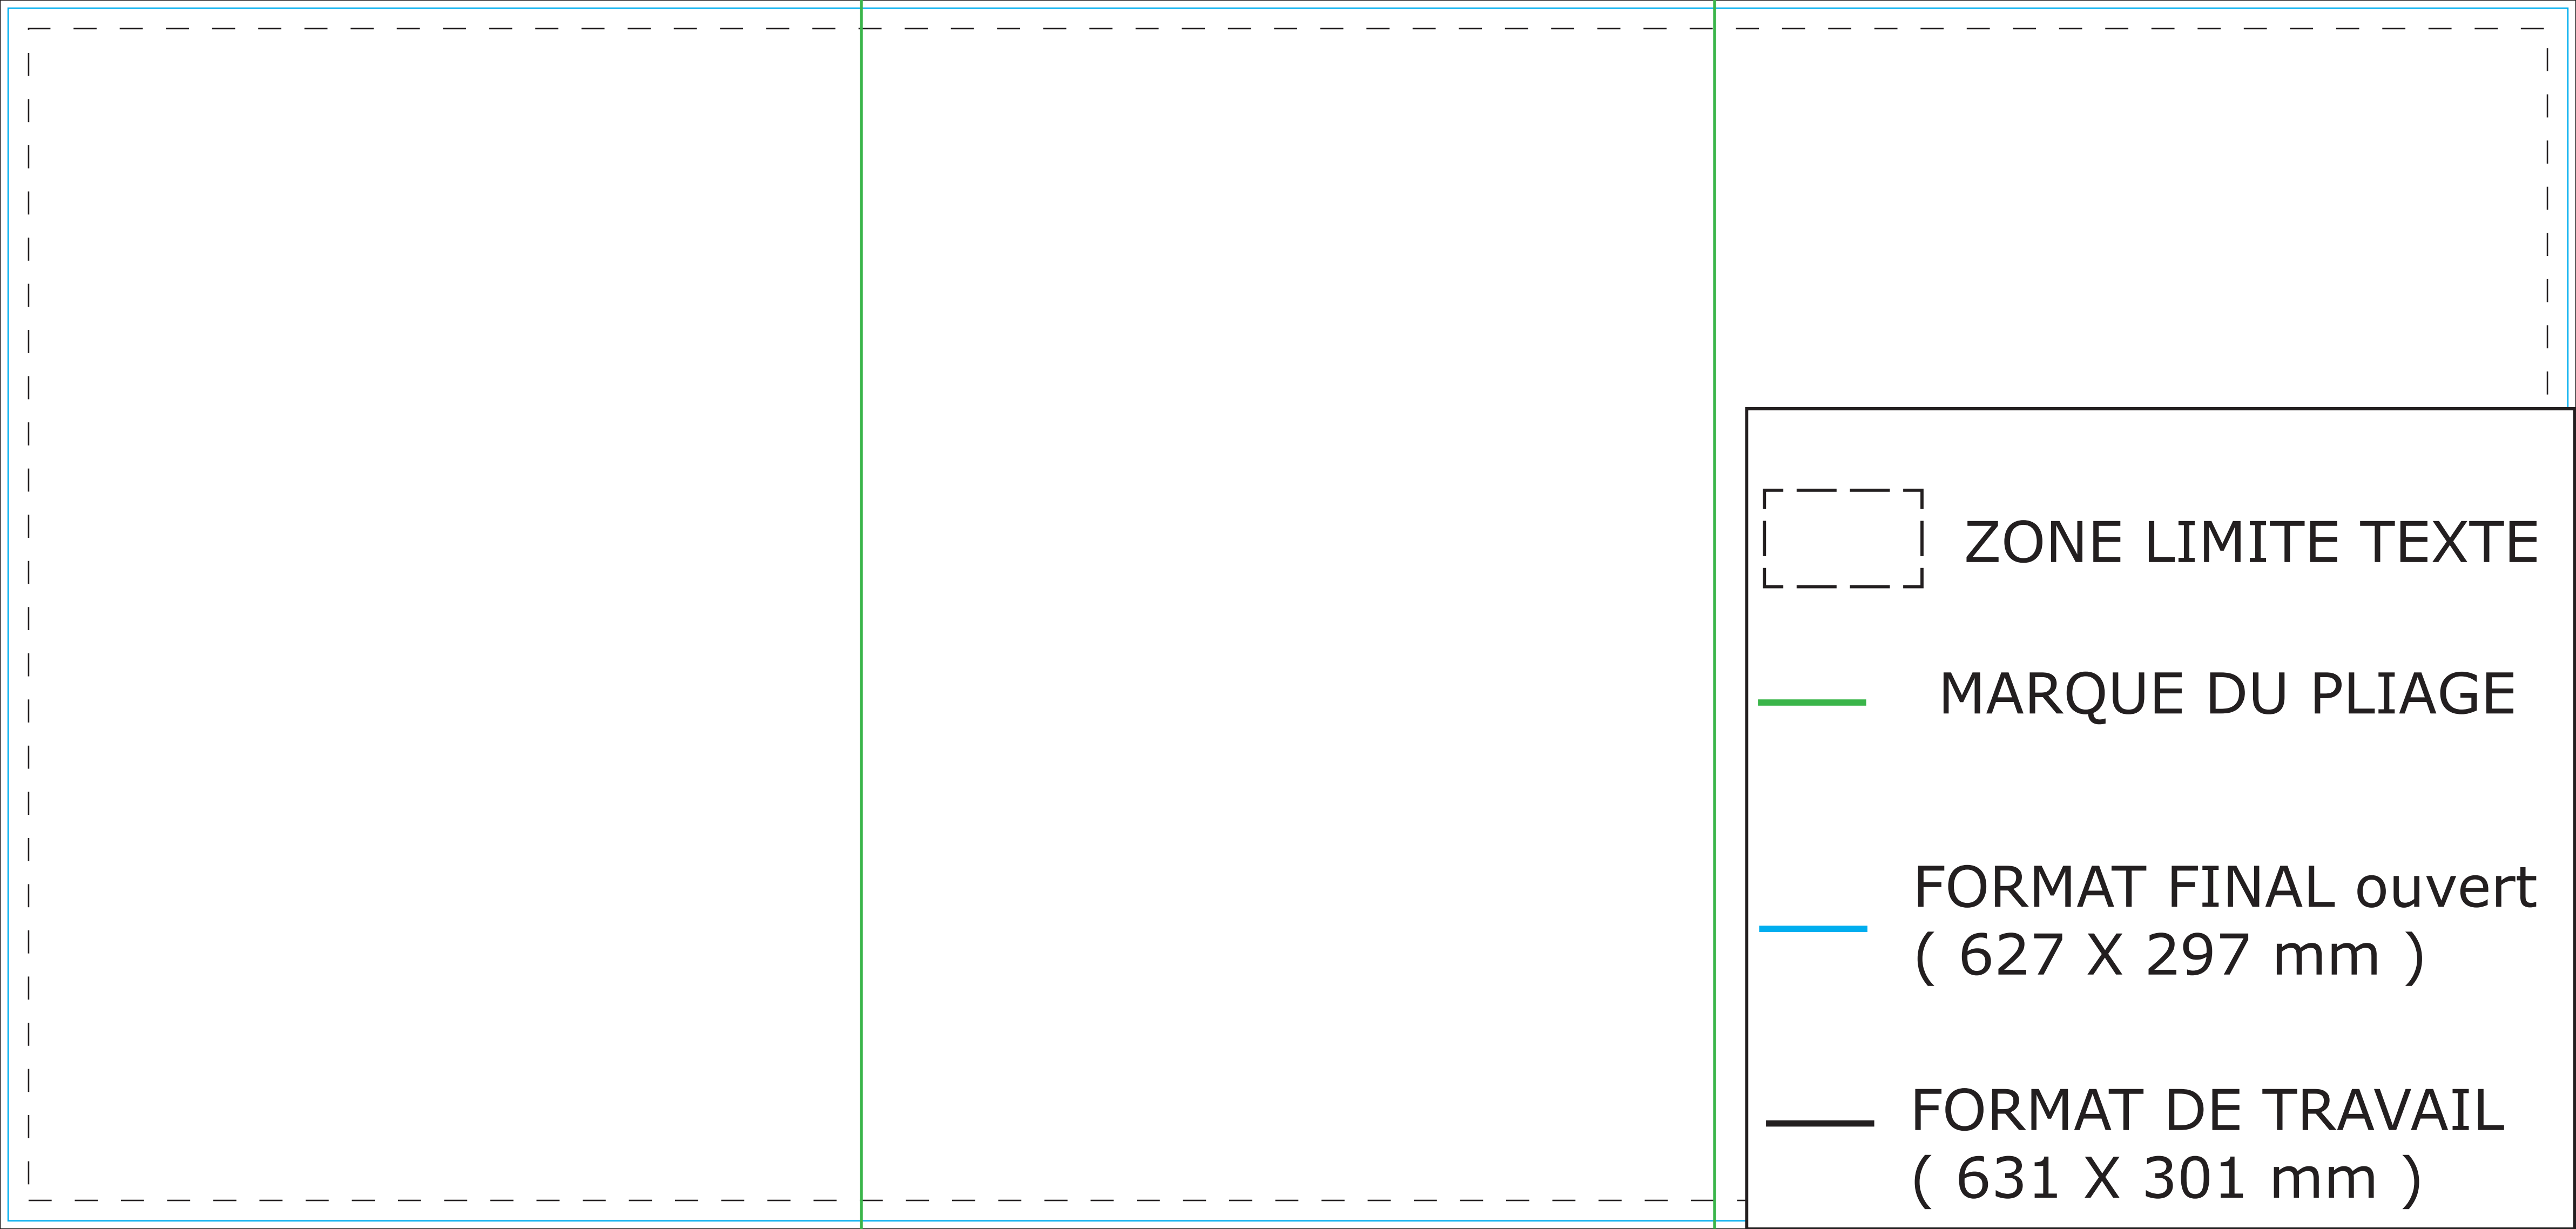 ZONE LIMITE TEXTE
MARQUE DU PLIAGE
FORMAT FINAL ouvert
( 627 X 297 mm )
FORMAT DE TRAVAIL
( 631 X 301 mm )